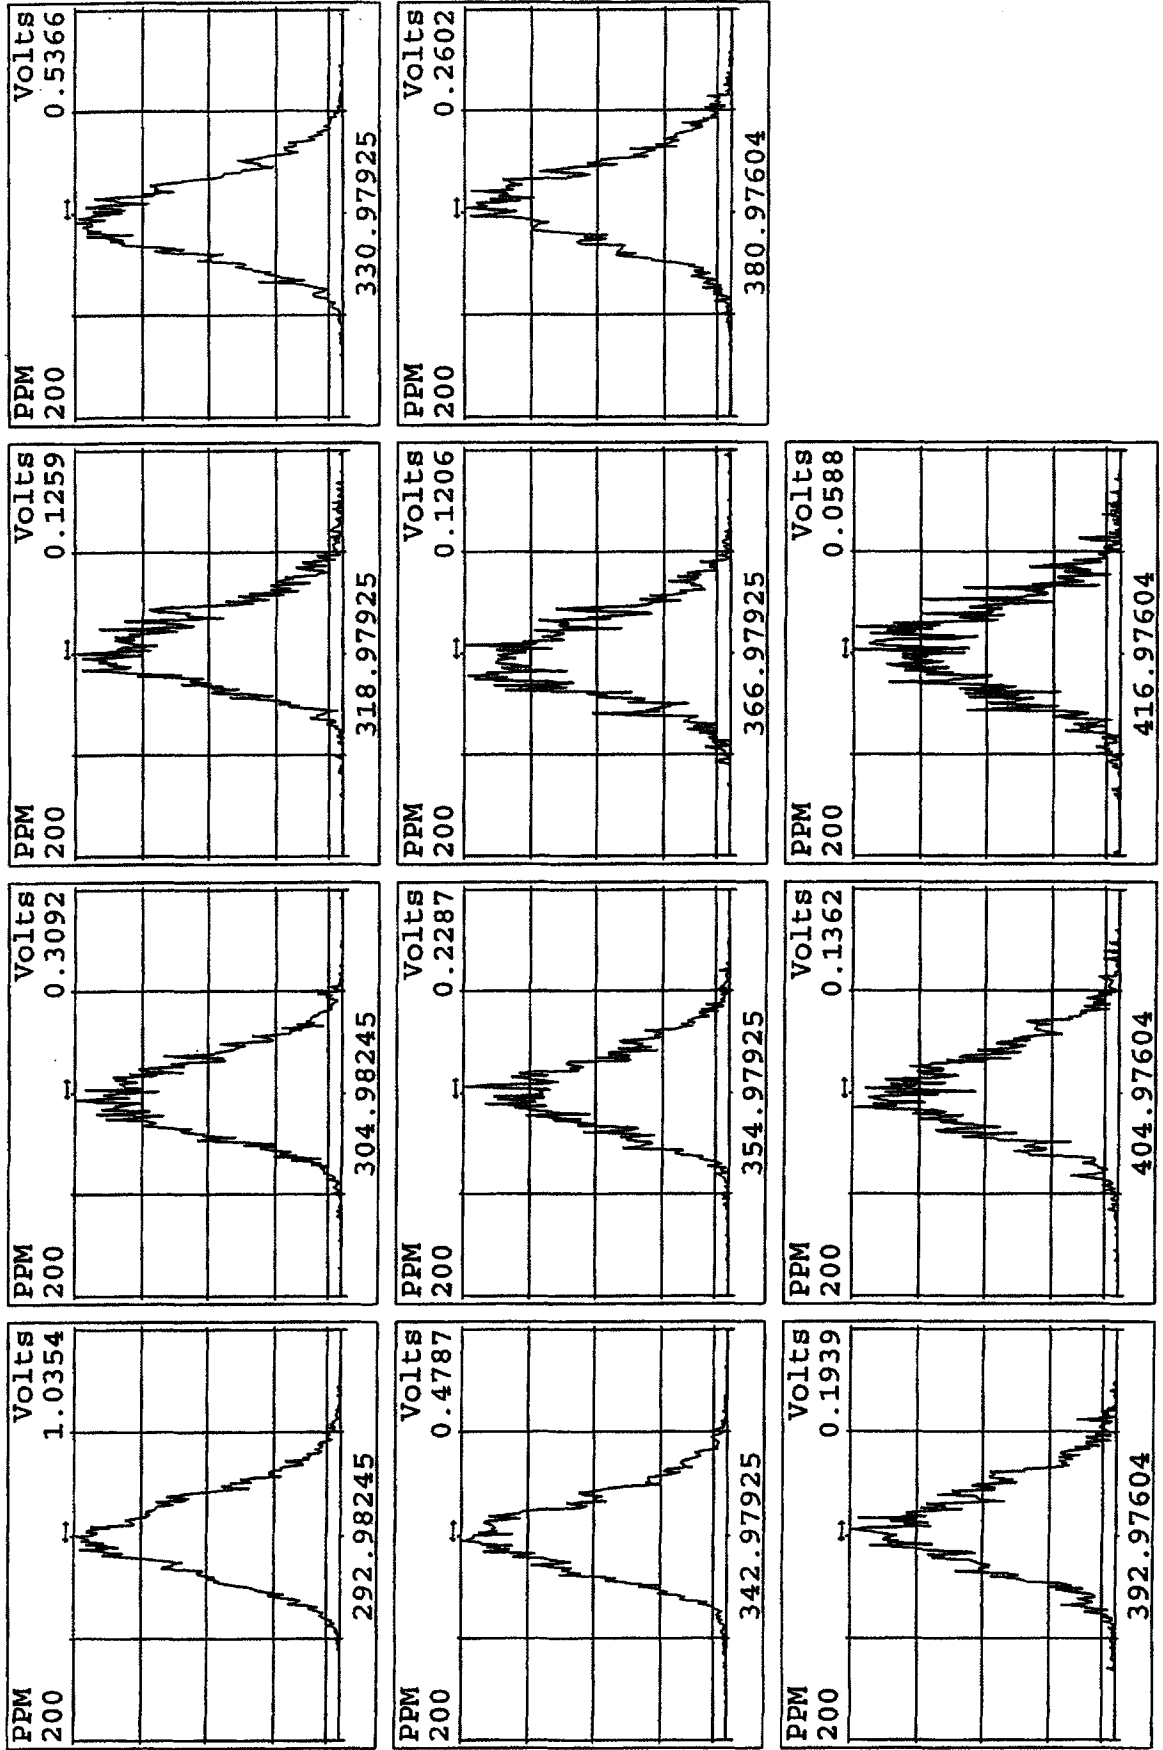 PPM Volts
200 1.0354
292.98245
PPM Volts
200 0.3092
304.98245
PPM Volts
200 0.1259
318.97925
PPM Volts
200 0.5366
330.97925
PPM Volts
200 0.4787
342.97925
PPM Volts
200 0.2287
354.97925
PPM Volts
200 0.1206
366.97925
PPM Volts
200 0.2602
380.97604
PPM Volts
200 0.1939
392.97604
PPM Volts
200 0.1362
404.97604
PPM Volts
200 0.0588
416.97604